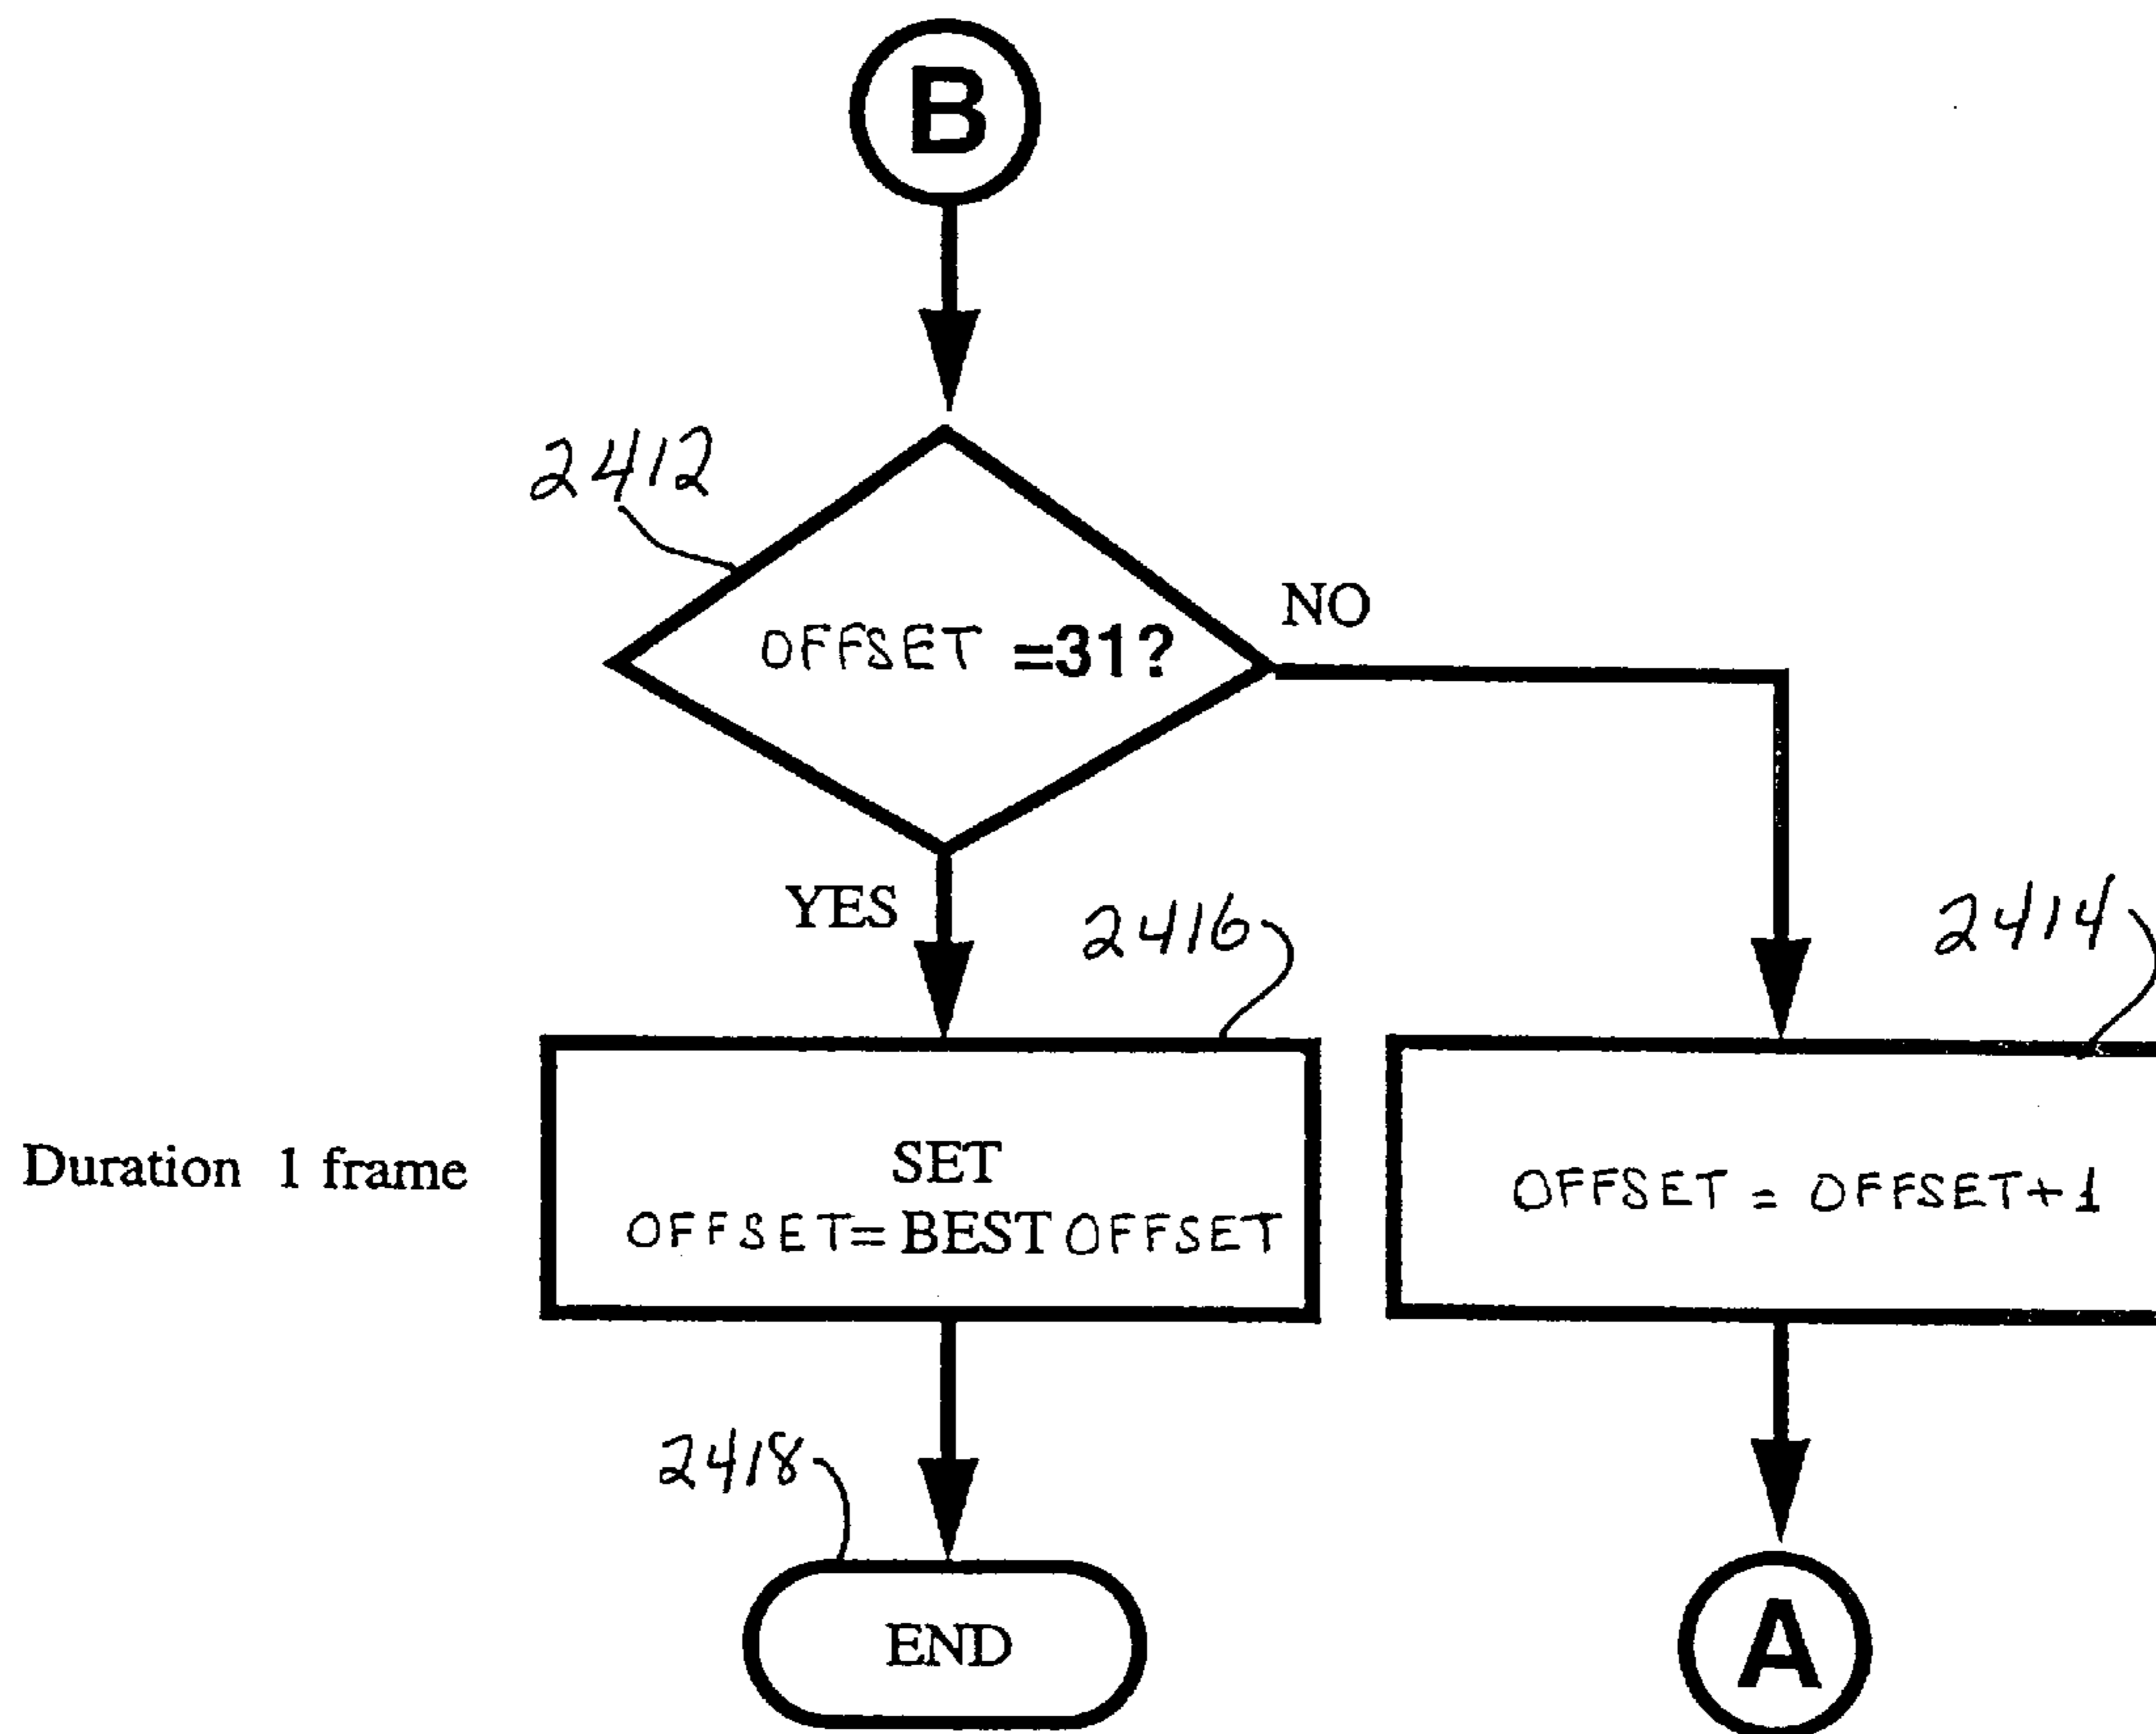 B
2412
OFFSET =31?
NO
YES
2416
2414
Duration 1 frame
SET
OFFSET=BEST OFFSET
OFFSET = OFFSET+1
2418
END
A